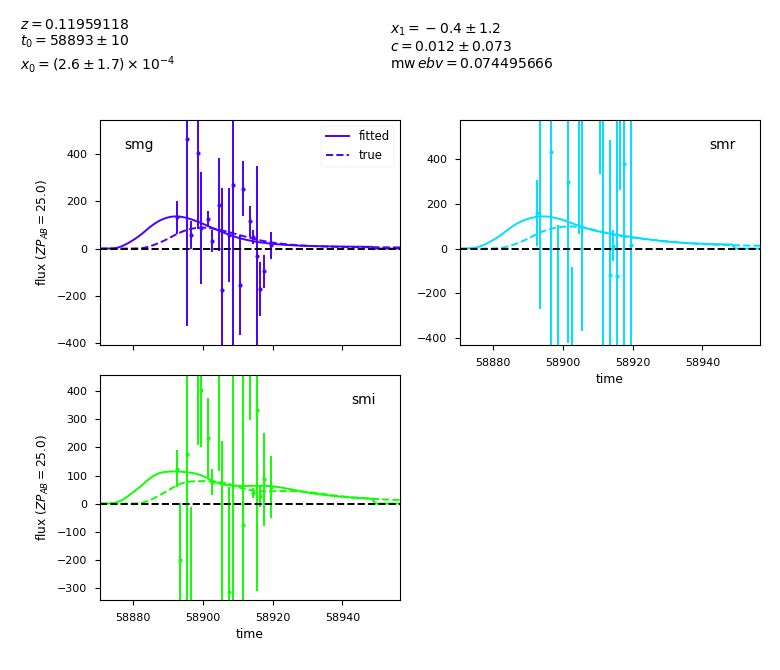 z = 0.11959118
t₀ = 58893 ± 10
x₀ = (2.6 ± 1.7) × 10⁻⁴
x₁ = −0.4 ± 1.2
c = 0.012 ± 0.073
mw ebv = 0.074495666
smg
fitted
true
400
200
0
−200
−400
flux (ZP_AB = 25.0)
smr
400
200
0
−200
−400
58880 58900 58920 58940
time
smi
400
300
200
100
0
−100
−200
−300
flux (ZP_AB = 25.0)
58880 58900 58920 58940
time